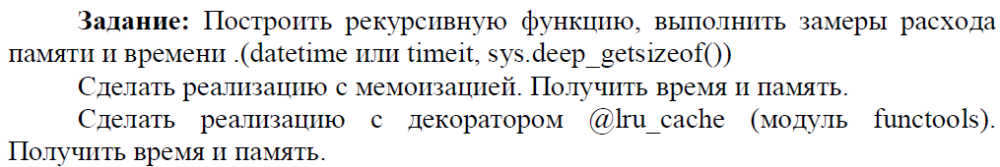 Задание: Построить рекурсивную функцию, выполнить замеры расхода
памяти и времени .(datetime или timeit, sys.deep_getsizeof())
Сделать реализацию с мемоизацией. Получить время и память.
Сделать реализацию с декоратором @lru_cache (модуль functools).
Получить время и память.